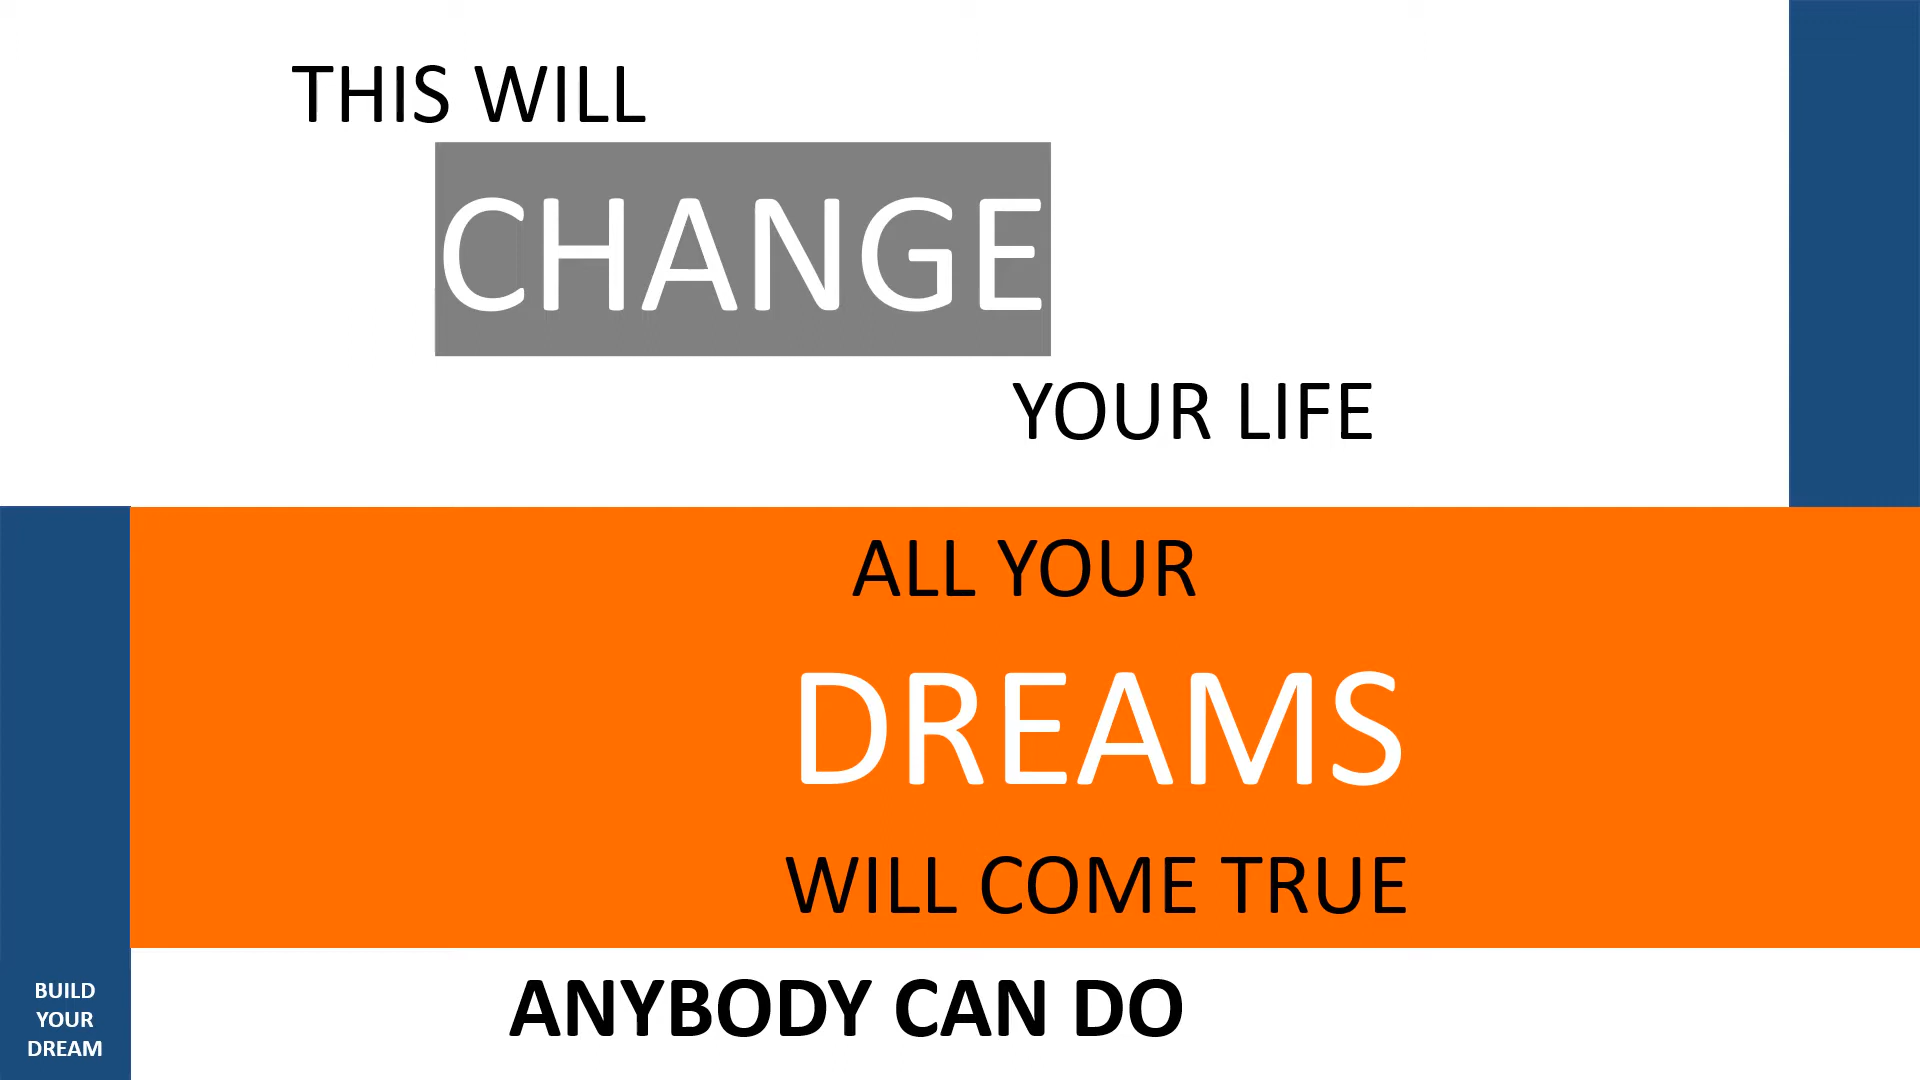 THIS WILL
CHANGE
YOUR LIFE
ALL YOUR
DREAMS
WILL COME TRUE
ANYBODY CAN DO
BUILD
YOUR
DREAM